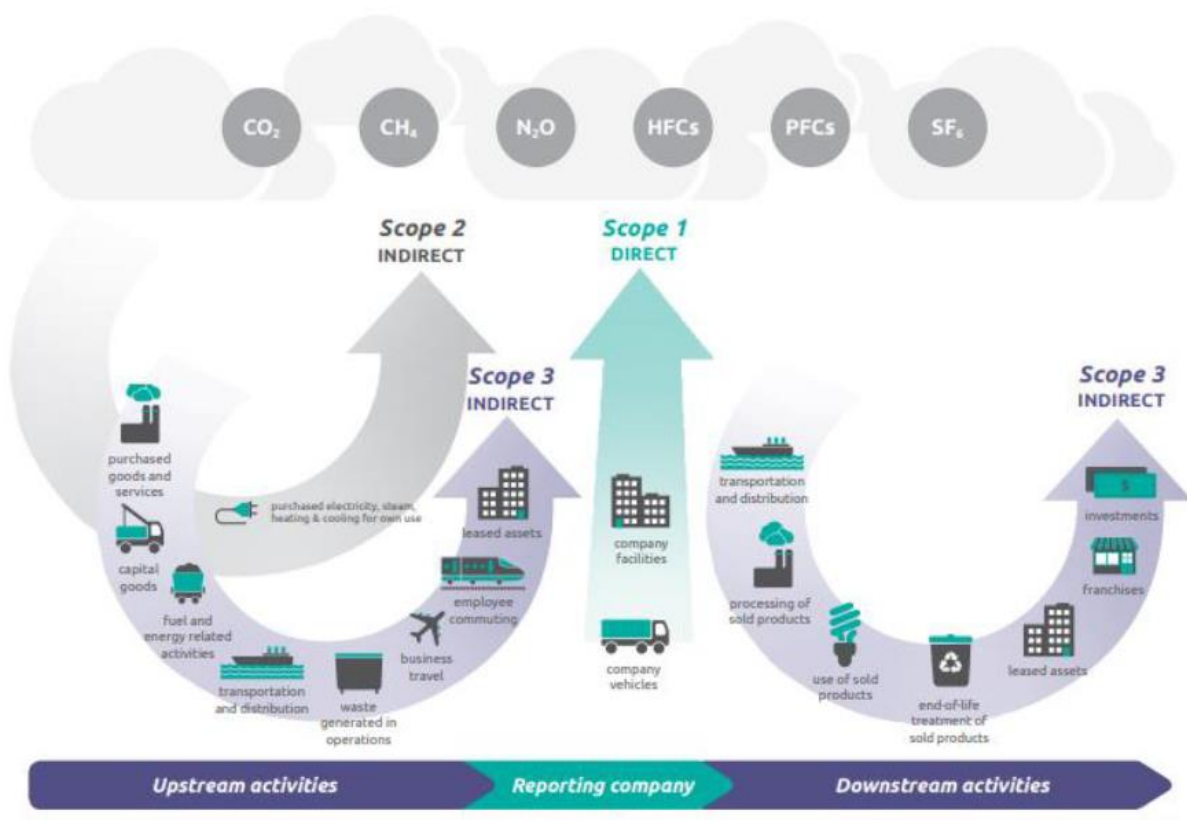 CO₂
CH₄
N₂O
HFCs
PFCs
SF₆
Scope 2
INDIRECT
Scope 1
DIRECT
Scope 3
INDIRECT
Scope 3
INDIRECT
purchased
goods and
services
capital
goods
fuel and
energy related
activities
purchased electricity, steam,
heating & cooling for own use
transportation
and distribution
waste
generated in
operations
business
travel
employee
commuting
leased assets
company
facilities
company
vehicles
transportation
and distribution
processing of
sold products
use of sold
products
end-of-life
treatment of
sold products
leased assets
franchises
investments
$
Upstream activities
Reporting company
Downstream activities